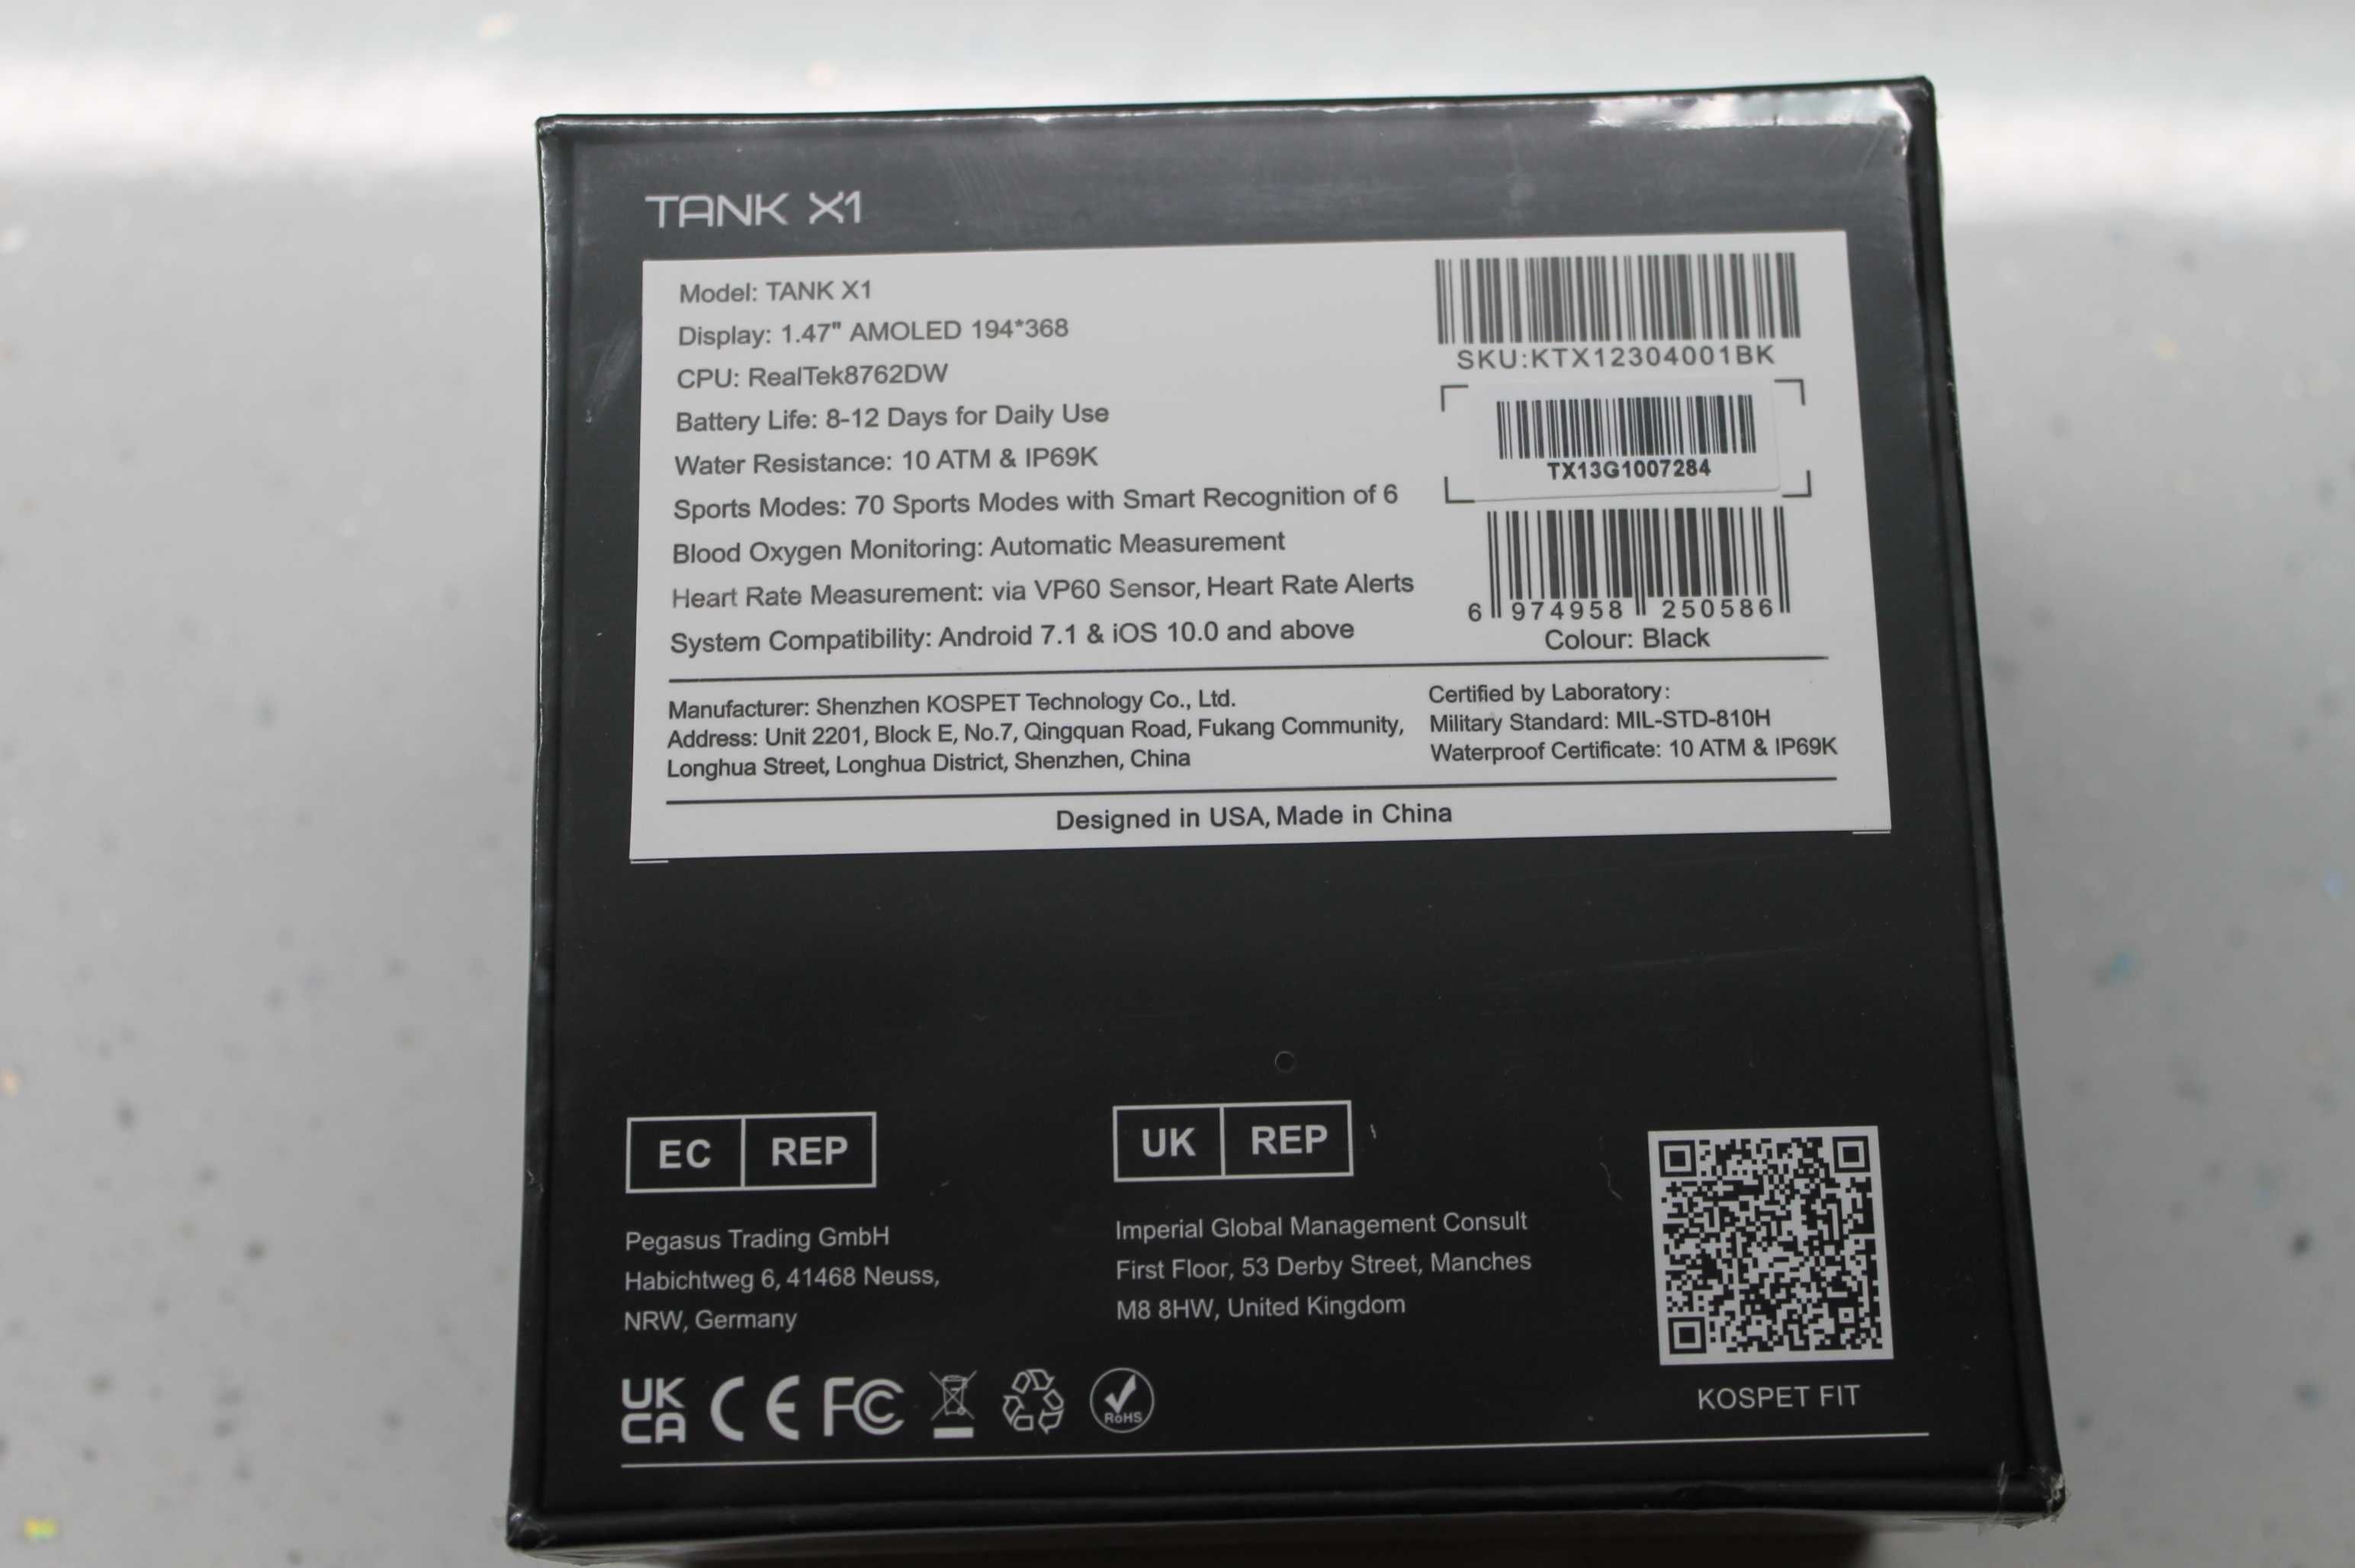 TANK X1
Model: TANK X1
Display: 1.47" AMOLED 194*368
CPU: RealTek8762DW
Battery Life: 8-12 Days for Daily Use
Water Resistance: 10 ATM & IP69K
Sports Modes: 70 Sports Modes with Smart Recognition of 6
Blood Oxygen Monitoring: Automatic Measurement
Heart Rate Measurement: via VP60 Sensor, Heart Rate Alerts
System Compatibility: Android 7.1 & iOS 10.0 and above
SKU:KTX12304001BK
TX13G1007284
6 974958 250586
Colour: Black
Manufacturer: Shenzhen KOSPET Technology Co., Ltd.
Address: Unit 2201, Block E, No.7, Qingquan Road, Fukang Community,
Longhua Street, Longhua District, Shenzhen, China
Certified by Laboratory:
Military Standard: MIL-STD-810H
Waterproof Certificate: 10 ATM & IP69K
Designed in USA, Made in China
EC REP
Pegasus Trading GmbH
Habichtweg 6, 41468 Neuss,
NRW, Germany
UK REP
Imperial Global Management Consult
First Floor, 53 Derby Street, Manches
M8 8HW, United Kingdom
UK
CA
CE FC
RoHS
KOSPET FIT